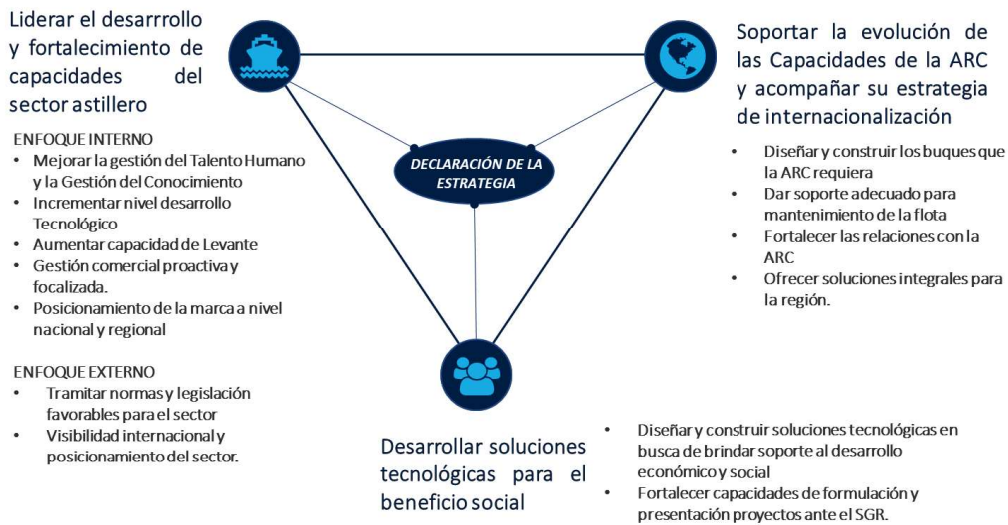 Liderar el desarrrollo
y fortalecimiento de
capacidades del
sector astillero
ENFOQUE INTERNO
• Mejorar la gestión del Talento Humano
y la Gestión del Conocimiento
• Incrementar nivel desarrollo
Tecnológico
• Aumentar capacidad de Levante
• Gestión comercial proactiva y
focalizada.
• Posicionamiento de la marca a nivel
nacional y regional
ENFOQUE EXTERNO
• Tramitar normas y legislación
favorables para el sector
• Visibilidad internacional y
posicionamiento del sector.
DECLARACIÓN DE LA
ESTRATEGIA
Soportar la evolución de
las Capacidades de la ARC
y acompañar su estrategia
de internacionalización
• Diseñar y construir los buques que
la ARC requiera
• Dar soporte adecuado para
mantenimiento de la flota
• Fortalecer las relaciones con la
ARC
• Ofrecer soluciones integrales para
la región.
Desarrollar soluciones
tecnológicas para el
beneficio social
• Diseñar y construir soluciones tecnológicas en
busca de brindar soporte al desarrollo
económico y social
• Fortalecer capacidades de formulación y
presentación proyectos ante el SGR.